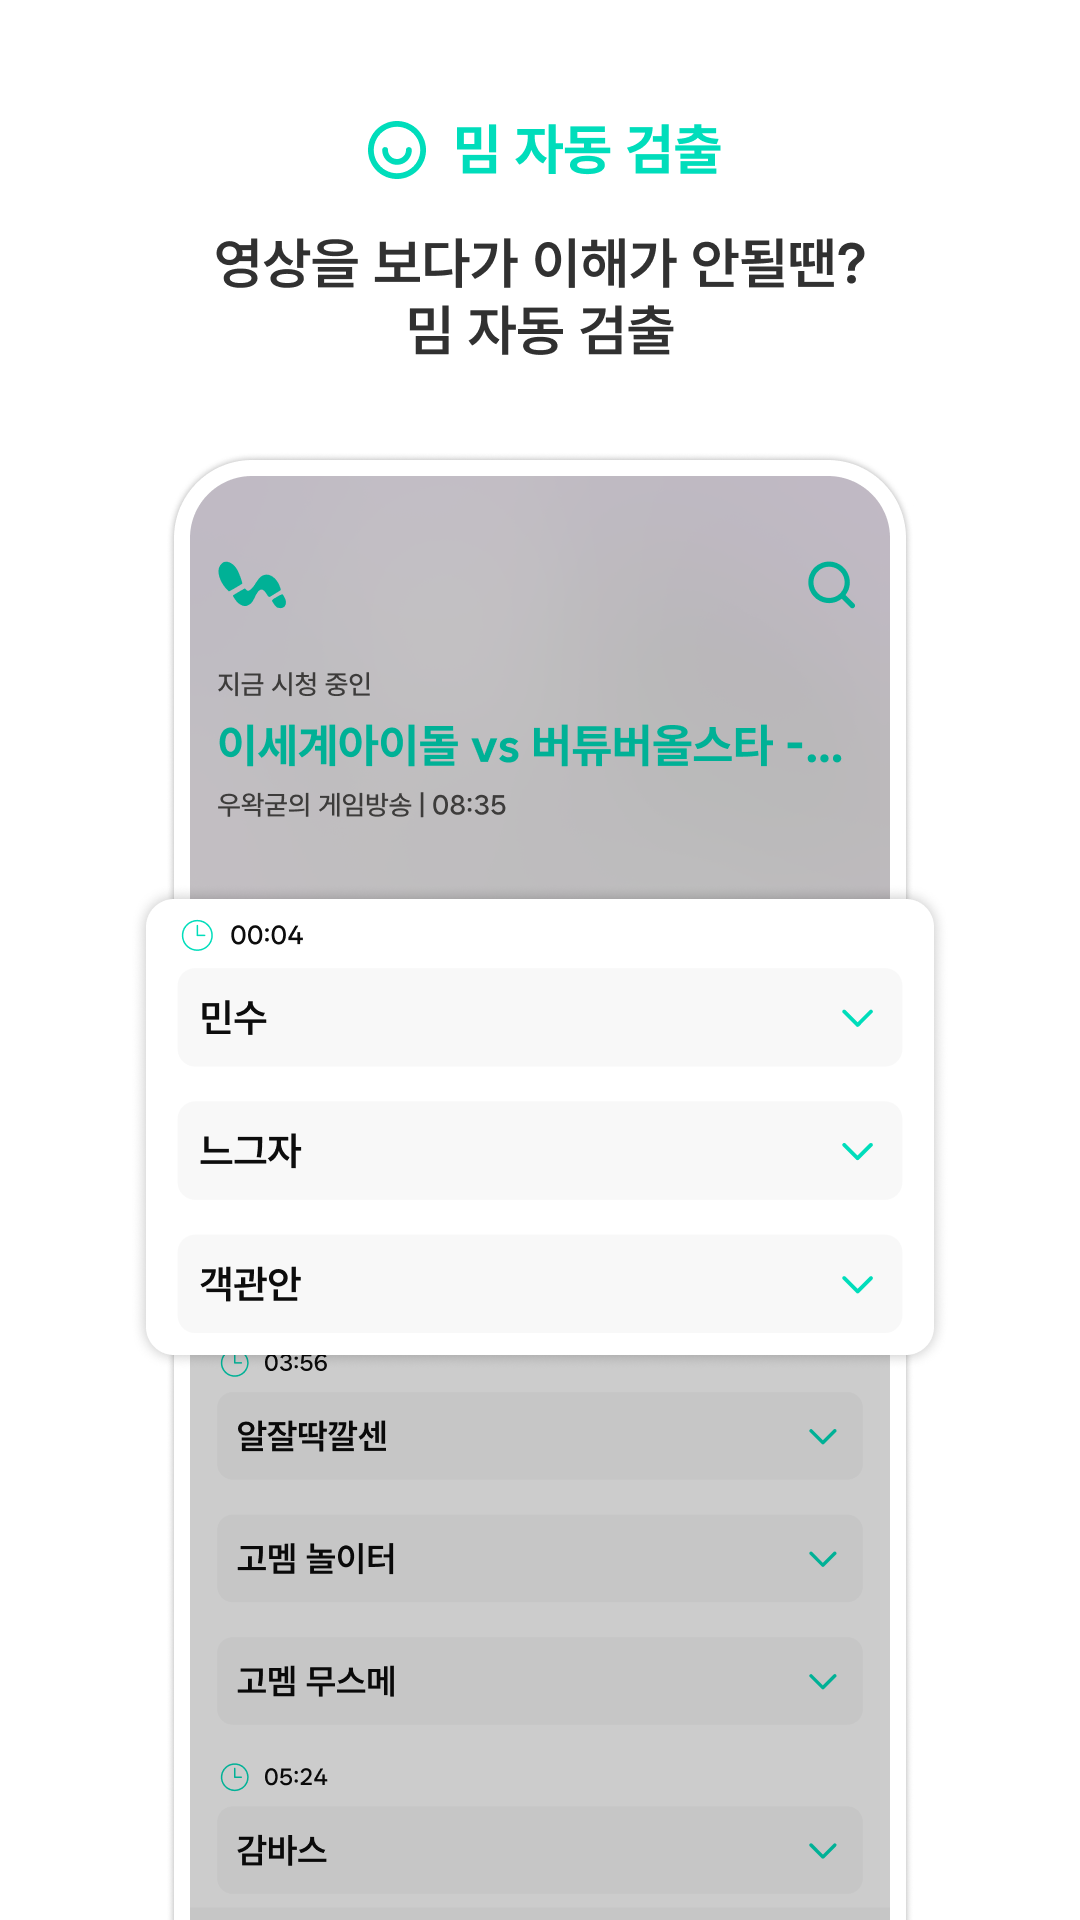 밈 자동 검출
영상을 보다가 이해가 안될땐?
밈 자동 검출
지금 시청 중인
이세계아이돌 vs 버튜버올스타 -...
우왁굳의 게임방송 | 08:35
00:04
민수
느그자
객관안
03:56
알잘딱깔센
고멤 놀이터
고멤 무스메
05:24
감바스